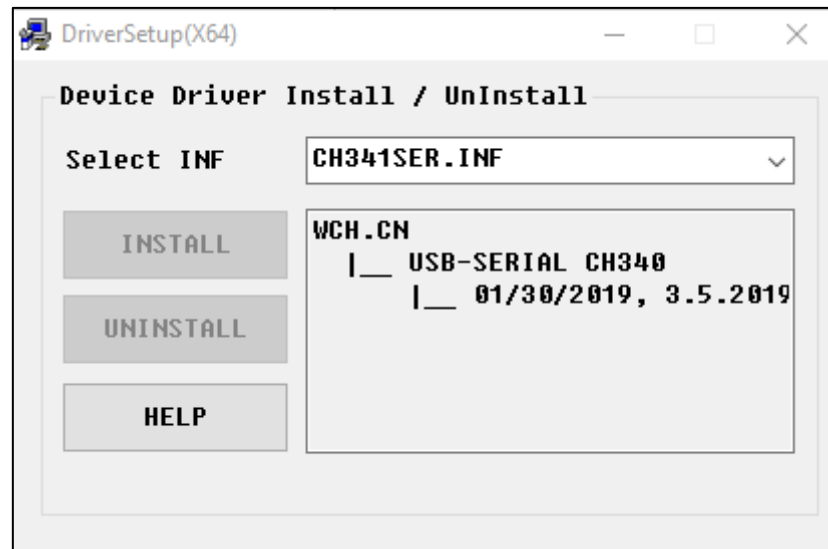 DriverSetup(X64)
Device Driver Install / UnInstall
Select INF
CH341SER.INF
INSTALL
UNINSTALL
HELP
WCH.CN
|__ USB-SERIAL CH340
|__ 01/30/2019, 3.5.2019